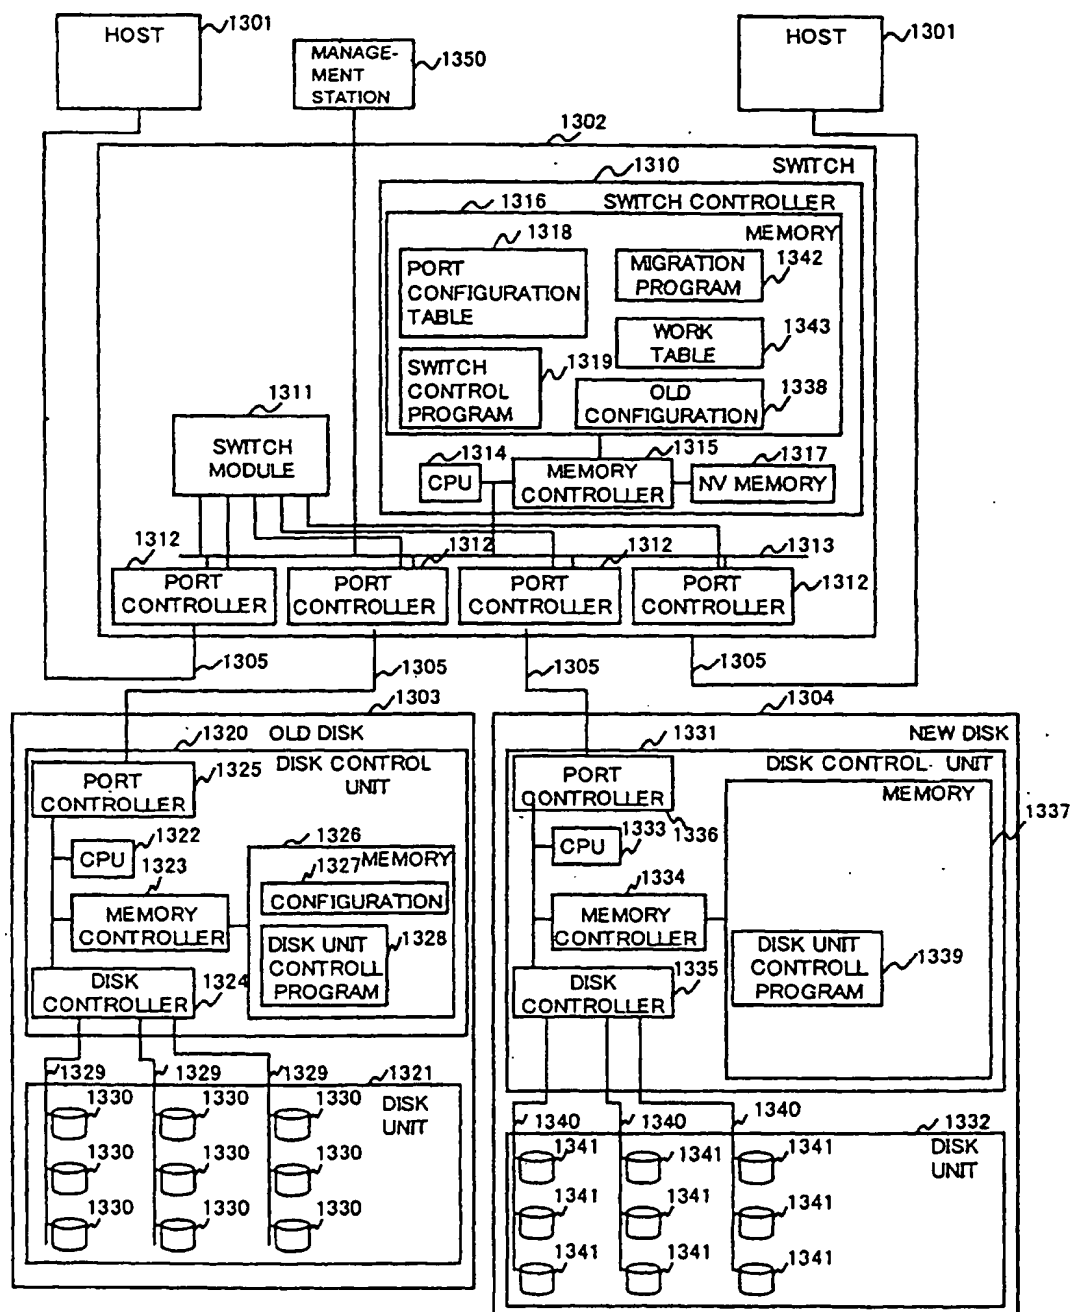 HOST
1301
MANAGE-
MENT
STATION
1350
HOST
1301
1302
SWITCH
1310
SWITCH CONTROLLER
1316
MEMORY
1318
PORT
CONFIGURATION
TABLE
MIGRATION
PROGRAM
1342
WORK
TABLE
1343
SWITCH
CONTROL
PROGRAM
1319
OLD
CONFIGURATION
1338
1311
SWITCH
MODULE
1314
CPU
1315
MEMORY
CONTROLLER
1317
NV MEMORY
1313
1312
PORT
CONTROLLER
1312
PORT
CONTROLLER
1312
PORT
CONTROLLER
1312
PORT
CONTROLLER
1305
1305
1305
1305
1303
OLD DISK
1320
DISK CONTROL
UNIT
PORT
CONTROLLER
1325
CPU
1322
1323
MEMORY
CONTROLLER
1326
MEMORY
1327
CONFIGURATION
DISK UNIT
CONTROLL
PROGRAM
1328
DISK
CONTROLLER
1324
1329
1329
1329
1321
DISK
UNIT
1330
1330
1330
1330
1330
1330
1330
1330
1330
1304
NEW DISK
1331
DISK CONTROL UNIT
PORT
CONTROLLER
1336
MEMORY
1337
CPU
1333
1334
MEMORY
CONTROLLER
DISK UNIT
CONTROLL
PROGRAM
1339
DISK
CONTROLLER
1335
1340
1340
1340
1332
DISK
UNIT
1341
1341
1341
1341
1341
1341
1341
1341
1341